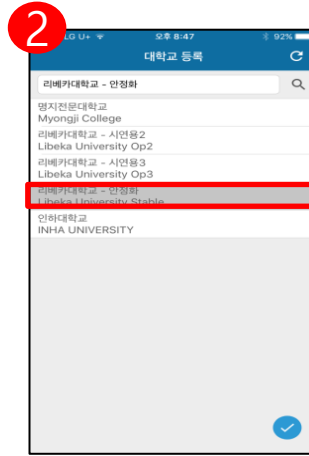 2
LG U+ 오후 8:47 92%
대학교 등록
리베카대학교 - 안정화
명지전문대학교
Myongji College
리베카대학교 - 시연용2
Libeka University Op2
리베카대학교 - 시연용3
Libeka University Op3
리베카대학교 - 안정화
Libeka University Stable
인하대학교
INHA UNIVERSITY